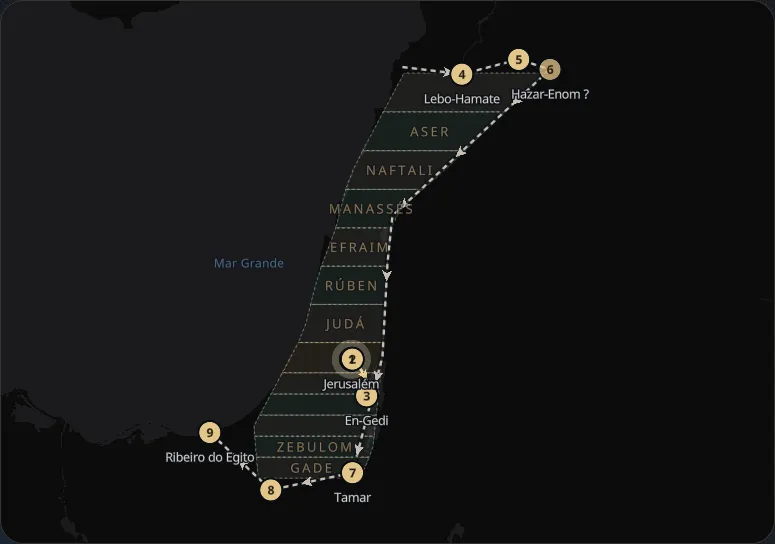 5
6
4
Lebo-Hamate
Hazar-Enom ?
ASER
NAFTALI
MANASSÉS
EFRAIM
Mar Grande
RÚBEN
JUDÁ
Jerusalém
3
En-Gedi
9
ZEBULOM
Ribeiro do Egito
GADE
7
8
Tamar